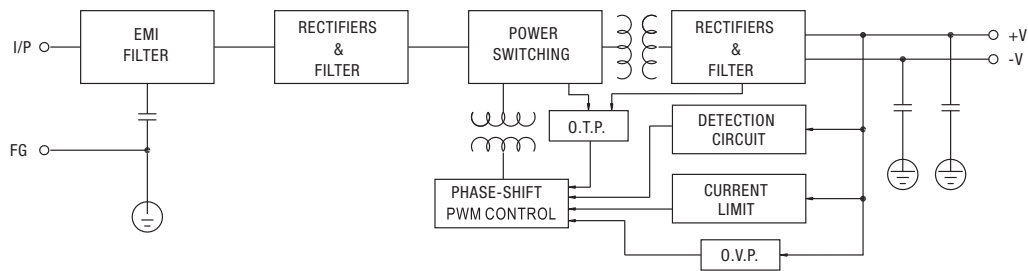 I/P
EMI
FILTER
RECTIFIERS
&
FILTER
POWER
SWITCHING
RECTIFIERS
&
FILTER
+V
-V
O.T.P.
DETECTION
CIRCUIT
FG
PHASE-SHIFT
PWM CONTROL
CURRENT
LIMIT
O.V.P.